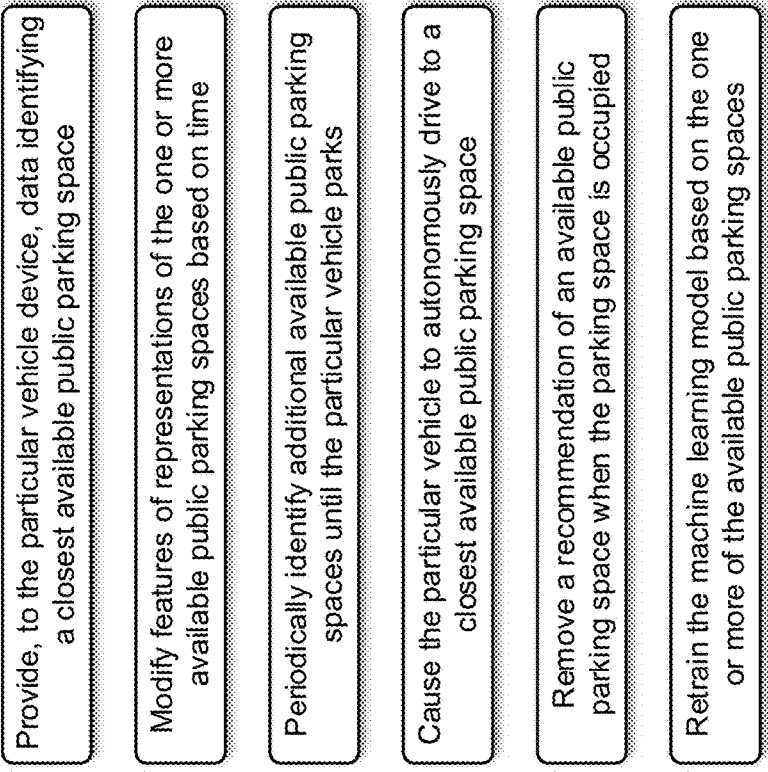 Provide, to the particular vehicle device, data identifying
a closest available public parking space
Modify features of representations of the one or more
available public parking spaces based on time
Periodically identify additional available public parking
spaces until the particular vehicle parks
Cause the particular vehicle to autonomously drive to a
closest available public parking space
Remove a recommendation of an available public
parking space when the parking space is occupied
Retrain the machine learning model based on the one
or more of the available public parking spaces